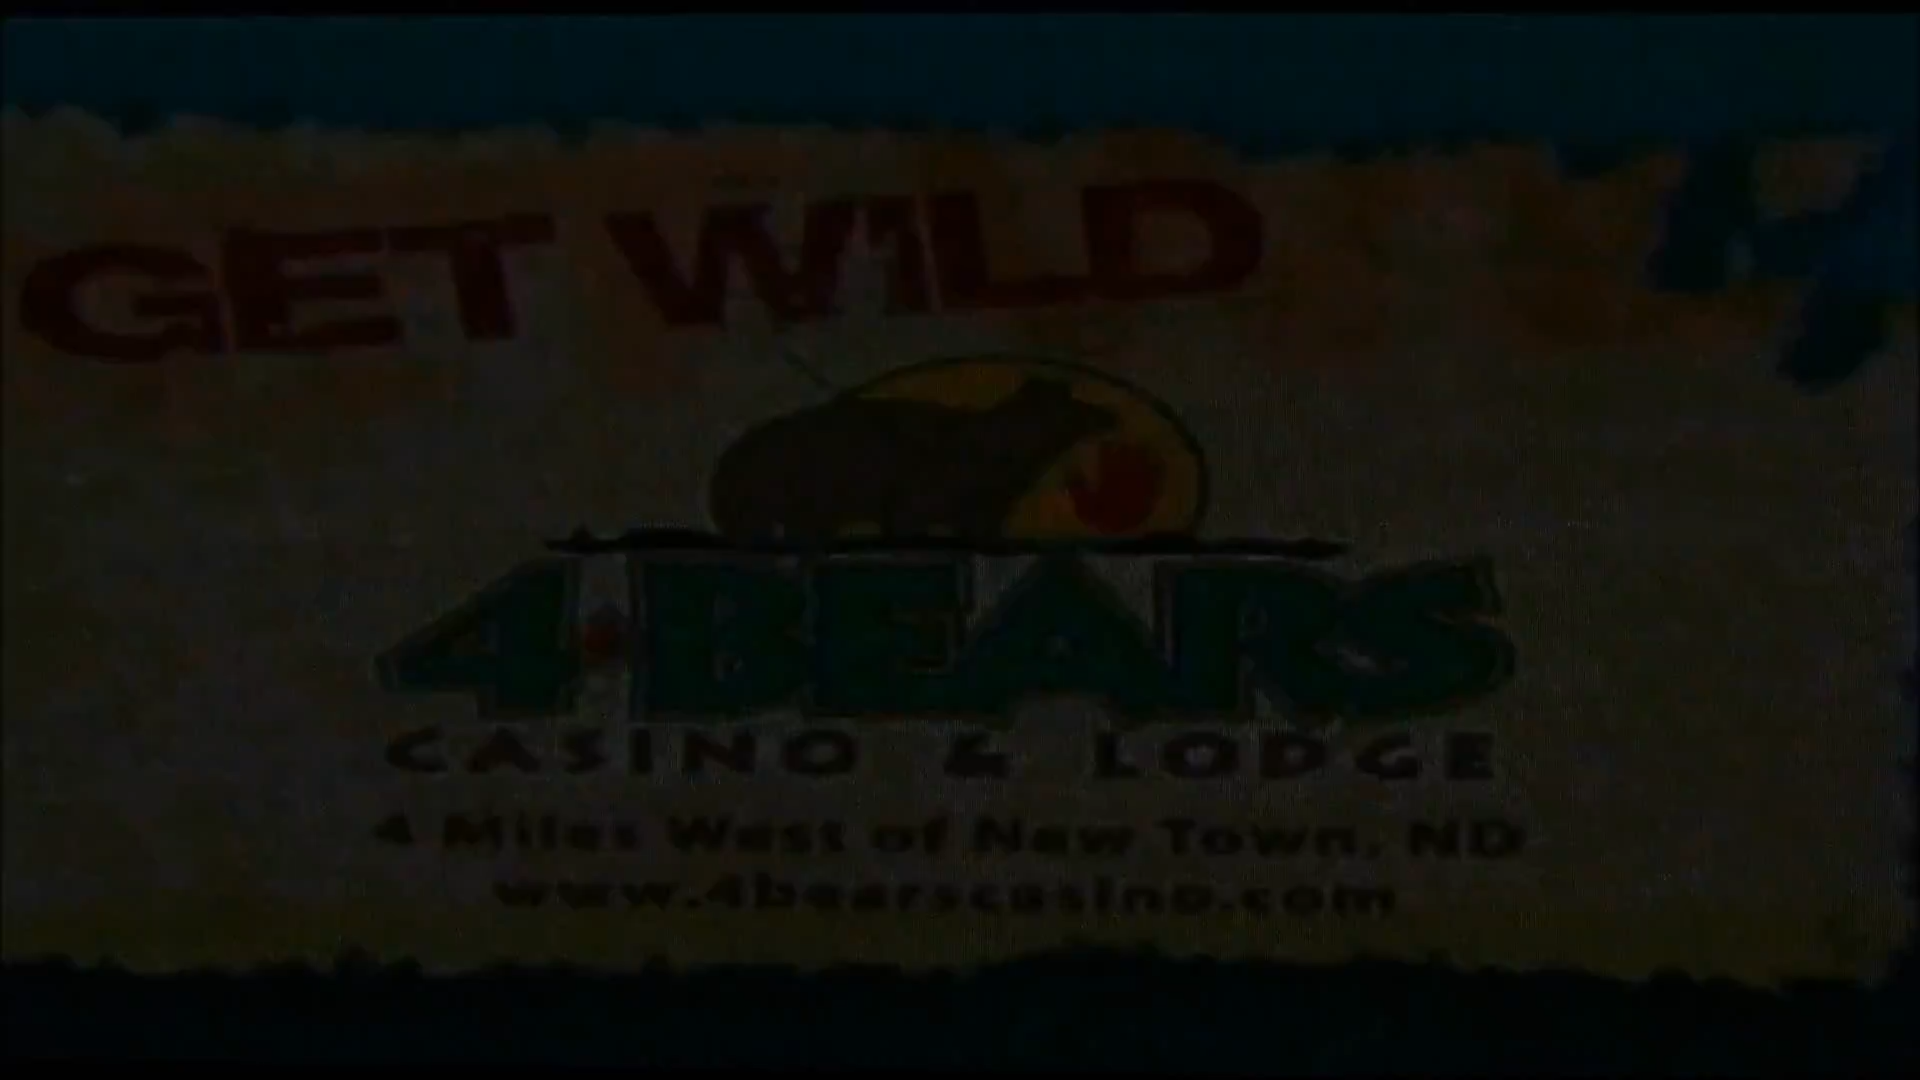 GET WILD
4·BEARS
CASINO & LODGE
4 Miles West of New Town, ND
www.4bearscasino.com